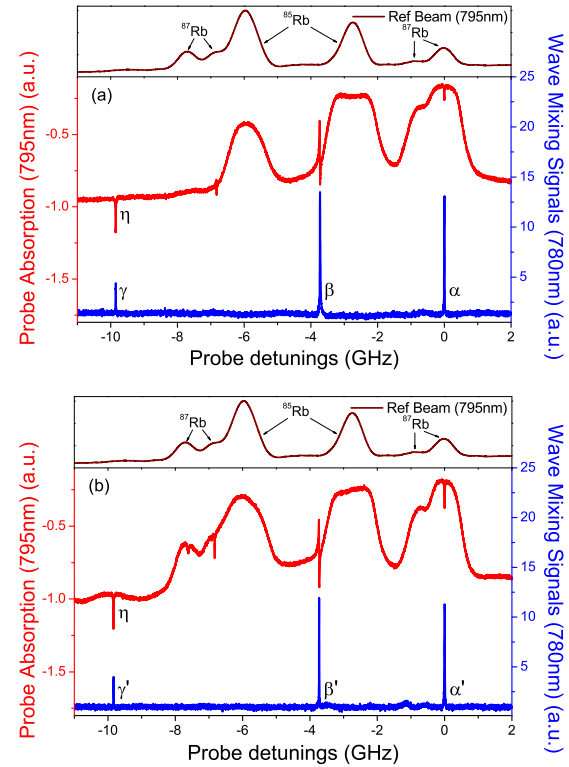 ⁸⁷Rb
⁸⁵Rb
Ref Beam (795nm)
⁸⁷Rb
(a)
Probe Absorption (795nm) (a.u.)
-0.5
-1.0
-1.5
η
γ
β
α
25
20
15
10
5
Wave Mixing Signals (780nm) (a.u.)
-10 -8 -6 -4 -2 0 2
Probe detunings (GHz)
⁸⁷Rb
⁸⁵Rb
Ref Beam (795nm)
⁸⁷Rb
(b)
Probe Absorption (795nm) (a.u.)
-0.5
-1.0
-1.5
η
γ'
β'
α'
25
20
15
10
5
Wave Mixing Signals (780nm) (a.u.)
-10 -8 -6 -4 -2 0 2
Probe detunings (GHz)